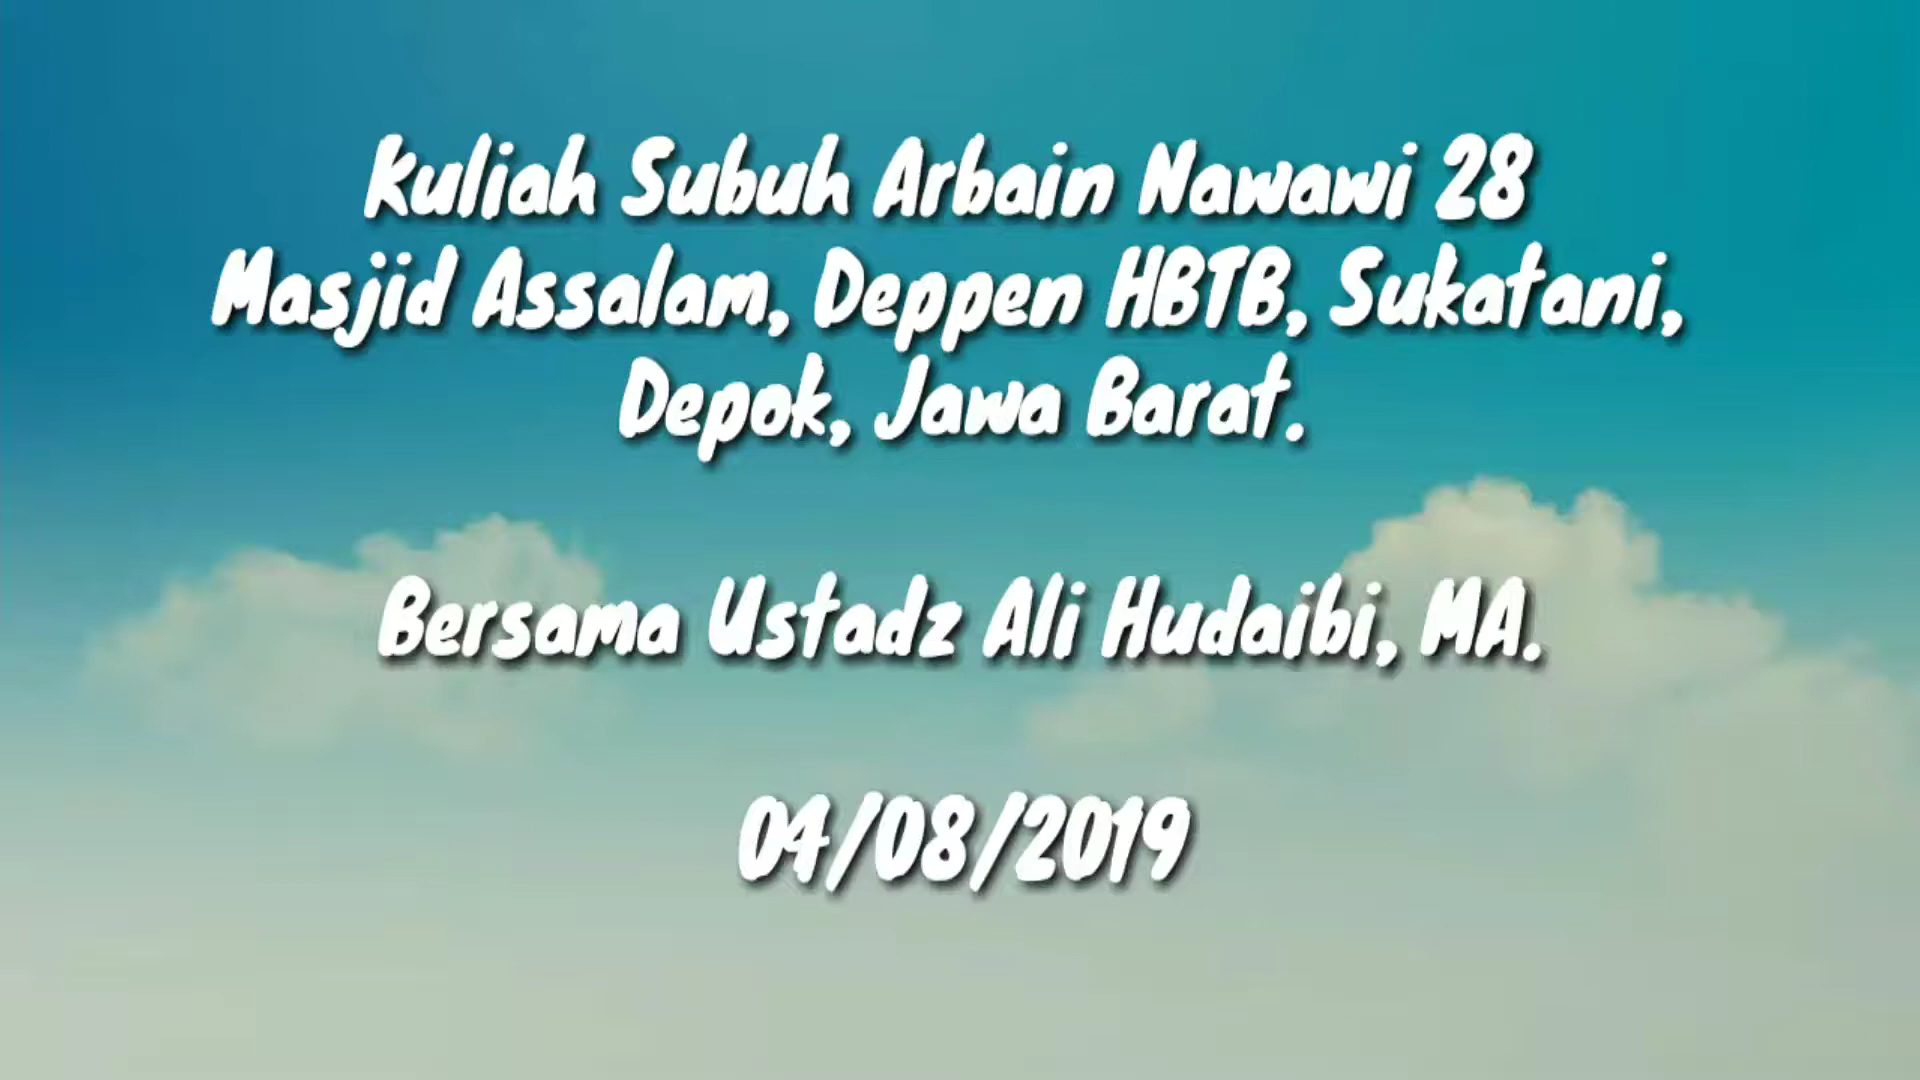 Kuliah Subuh Arbain Nawawi 28
Masjid Assalam, Deppen HBTB, Sukatani,
Depok, Jawa Barat.
Bersama Ustadz Ali Hudaibi, MA.
04/08/2019